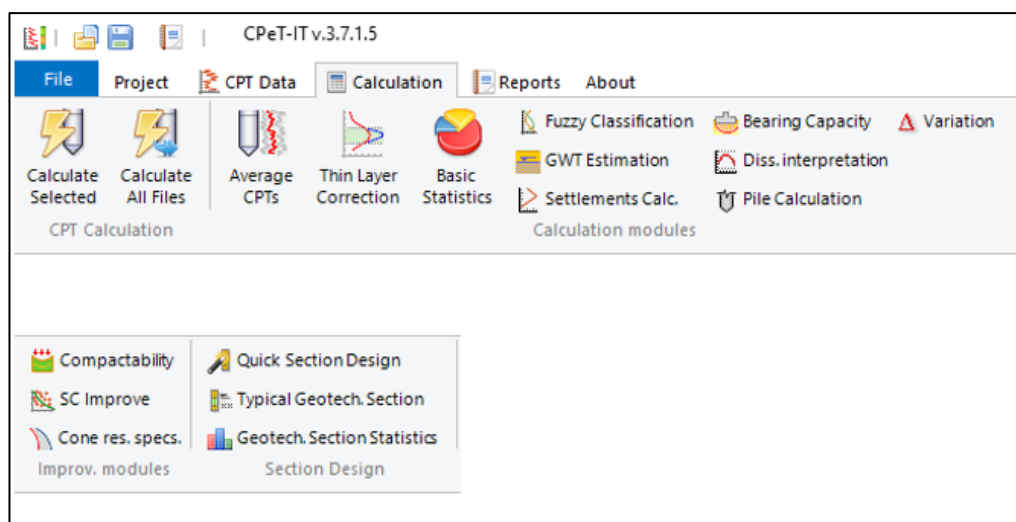 CPeT-IT v.3.7.1.5
File Project CPT Data Calculation Reports About
Calculate Selected
Calculate All Files
Average CPTs
Thin Layer Correction
Basic Statistics
Fuzzy Classification
GWT Estimation
Settlements Calc.
Bearing Capacity
Diss. interpretation
Pile Calculation
Variation
CPT Calculation
Calculation modules
Compactability
SC Improve
Cone res. specs.
Improv. modules
Quick Section Design
Typical Geotech. Section
Geotech. Section Statistics
Section Design